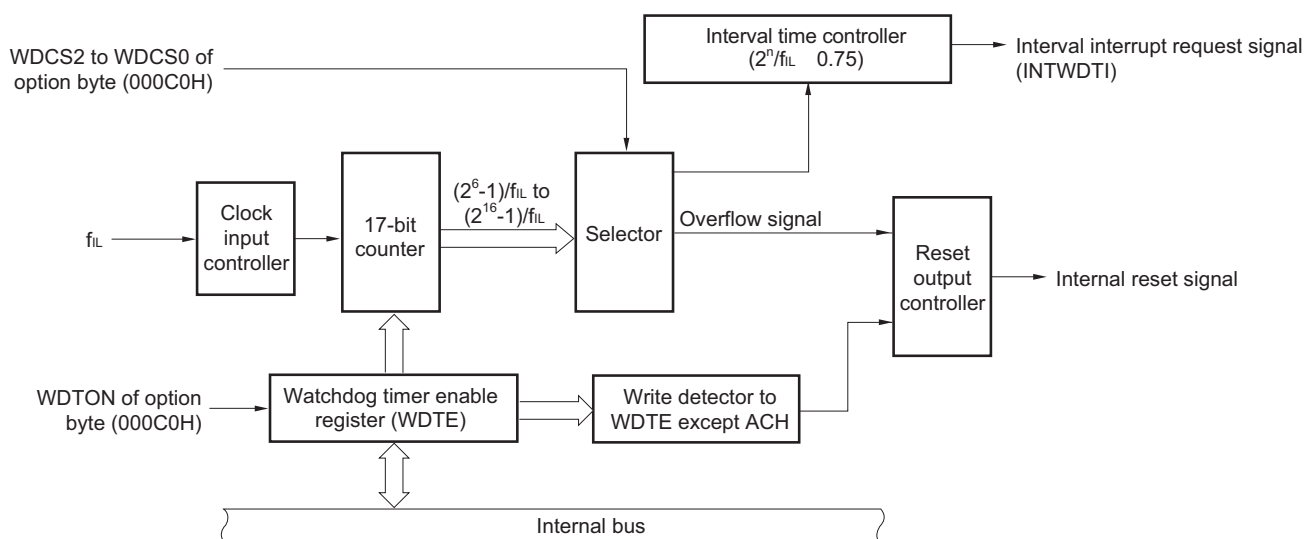 WDCS2 to WDCS0 of
option byte (000C0H)
Interval time controller
(2ⁿ/fIL 0.75)
Interval interrupt request signal
(INTWDTI)
fIL
Clock
input
controller
17-bit
counter
(2⁶-1)/fIL to
(2¹⁶-1)/fIL
Selector
Overflow signal
Reset
output
controller
Internal reset signal
WDTON of option
byte (000C0H)
Watchdog timer enable
register (WDTE)
Write detector to
WDTE except ACH
Internal bus